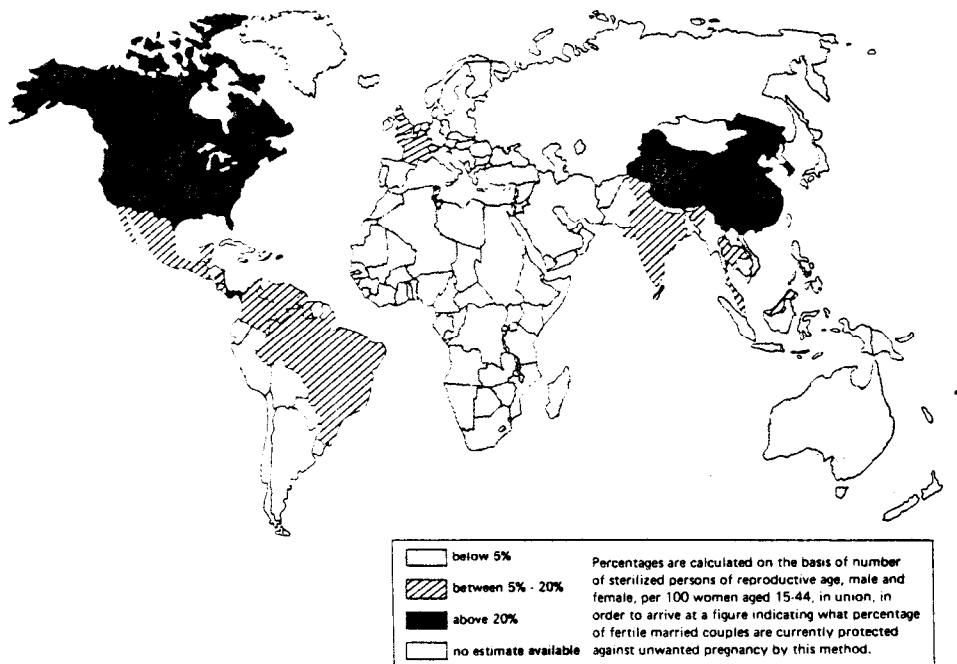 below 5%
between 5% - 20%
above 20%
no estimate available
Percentages are calculated on the basis of number
of sterilized persons of reproductive age, male and
female, per 100 women aged 15-44, in union, in
order to arrive at a figure indicating what percentage
of fertile married couples are currently protected
against unwanted pregnancy by this method.